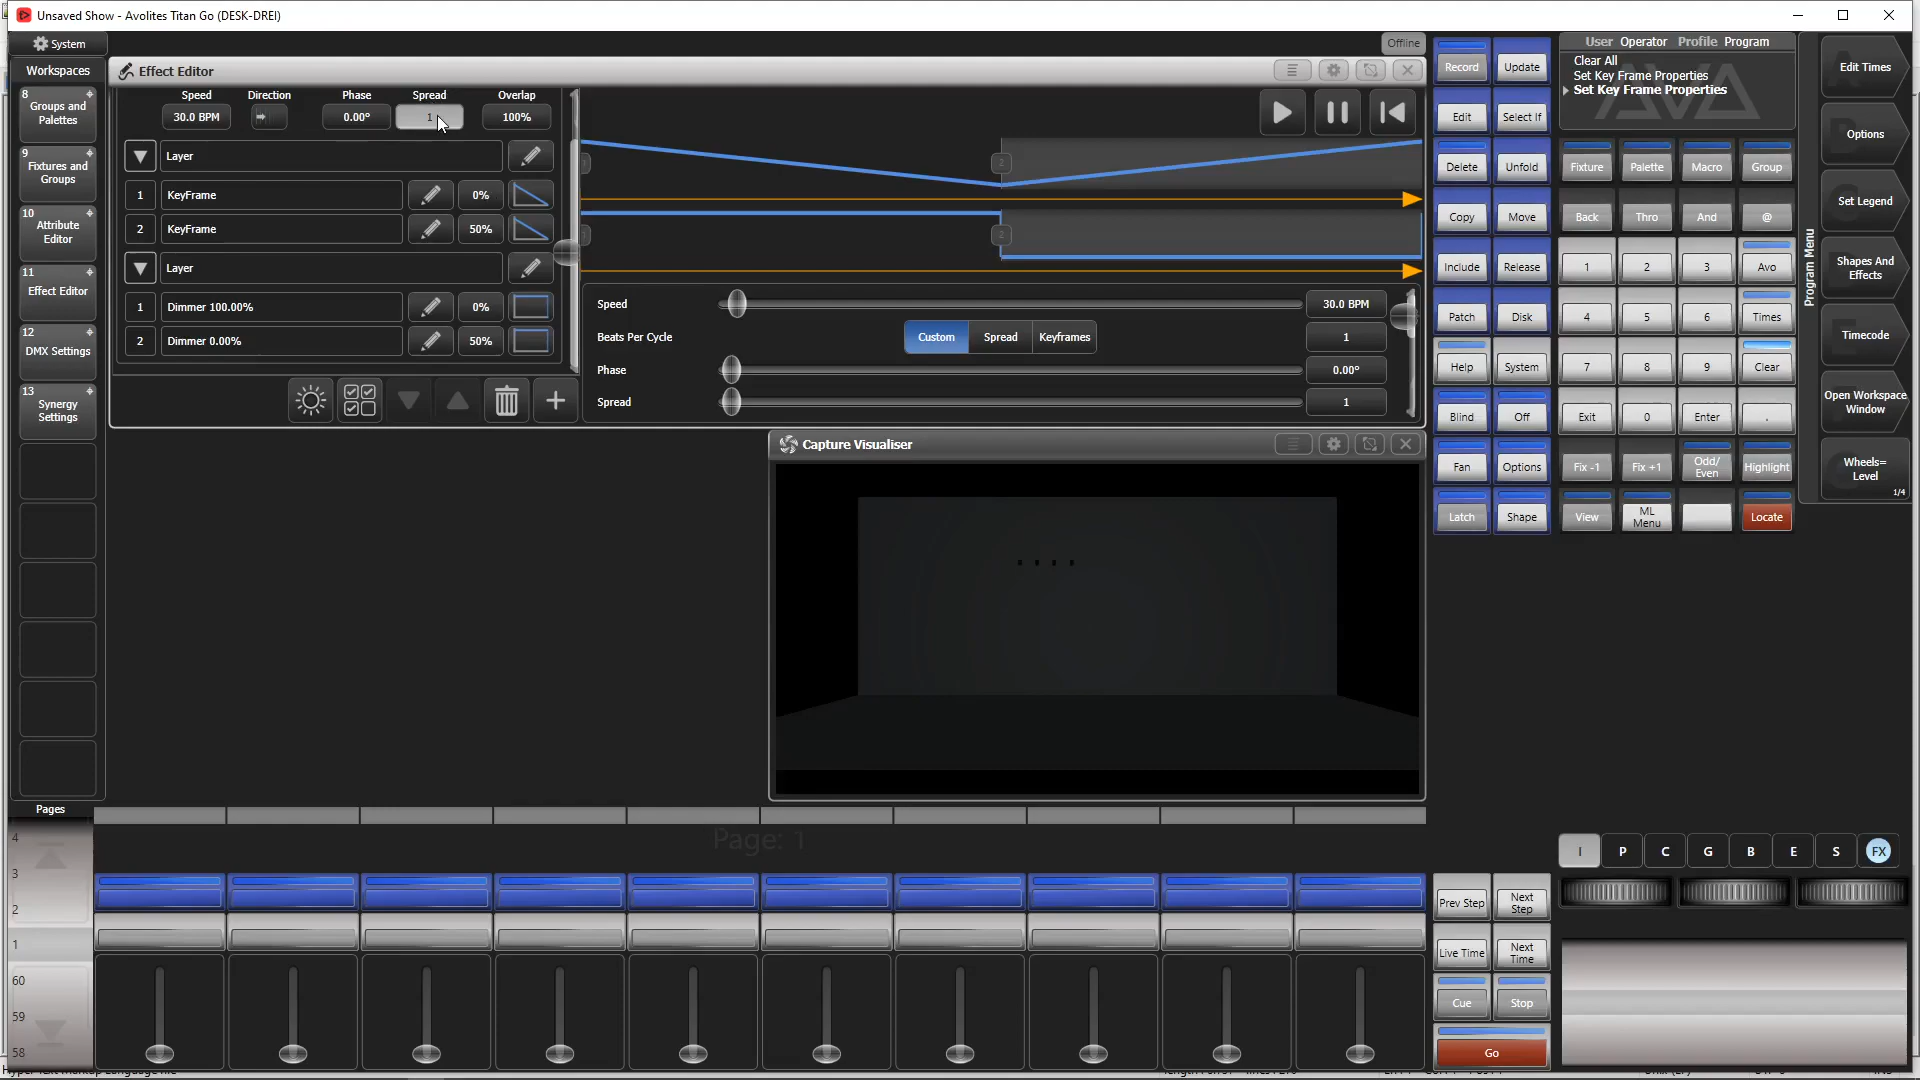 Unsaved Show - Avolites Titan Go (DESK-DREI)
System
Workspaces
8
Groups and
Palettes
9
Fixtures and
Groups
10
Attribute
Editor
11
Effect Editor
12
DMX Settings
13
Synergy
Settings
Pages
4
3
2
1
60
59
58
Offline
Effect Editor
Speed Direction Phase Spread Overlap
30.0 BPM 0.00° 1 100%
Layer
1 KeyFrame 0%
2 KeyFrame 50%
Layer
1 Dimmer 100.00% 0%
2 Dimmer 0.00% 50%
2
2
Speed 30.0 BPM
Beats Per Cycle Custom Spread Keyframes 1
Phase 0.00°
Spread 1
Capture Visualiser
Page: 1
Record Update
Edit Select If
Delete Unfold
Copy Move
Include Release
Patch Disk
Help System
Blind Off
Fan Options
Latch Shape
User Operator Profile Program
Clear All
Set Key Frame Properties
Set Key Frame Properties
Fixture Palette Macro Group
Back Thro And @
1 2 3 Avo
4 5 6 Times
7 8 9 Clear
Exit 0 Enter .
Fix -1 Fix +1 Odd/
Even Highlight
View ML
Menu Locate
Program Menu
Edit Times
Options
Set Legend
Shapes And
Effects
Timecode
Open Workspace
Window
Wheels=
Level
1/4
I P C G B E S FX
Prev Step Next
Step
Live Time Next
Time
Cue Stop
Go